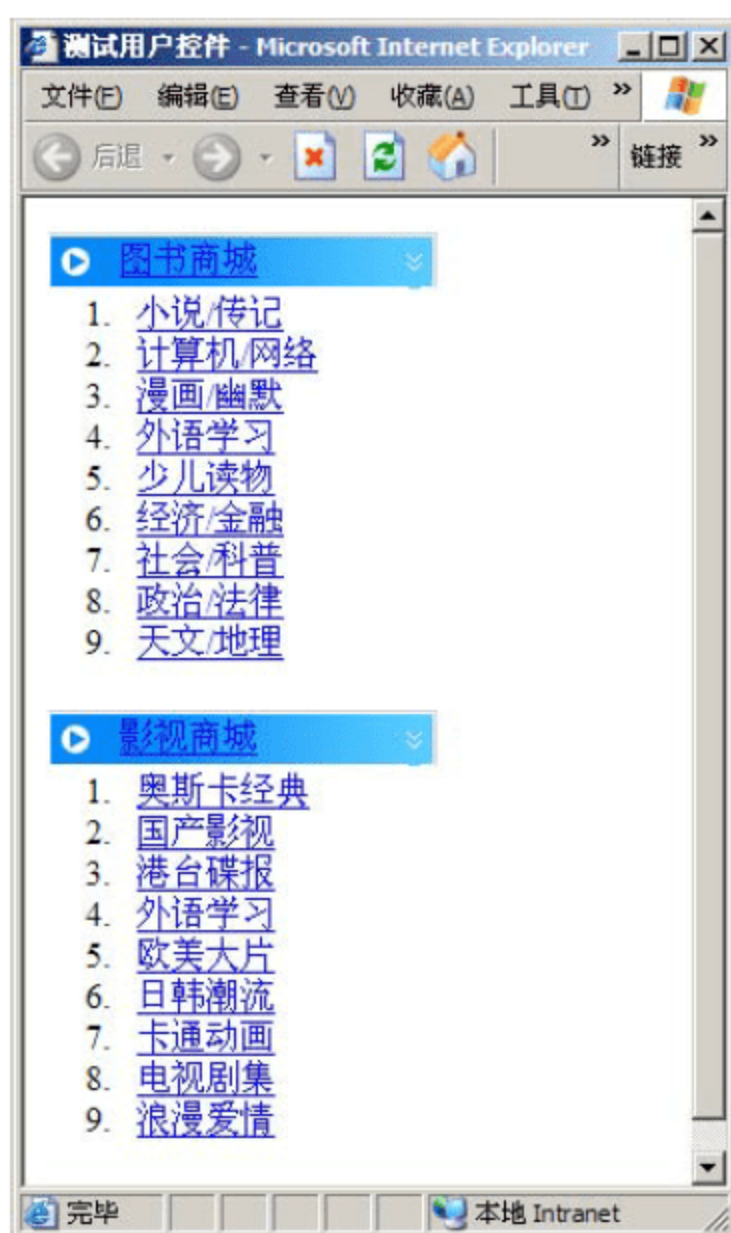 测试用户控件 - Microsoft Internet Explorer
文件(F) 编辑(E) 查看(V) 收藏(A) 工具(T) »
后退 » 链接 »
图书商城
1. 小说/传记
2. 计算机/网络
3. 漫画/幽默
4. 外语学习
5. 少儿读物
6. 经济/金融
7. 社会/科普
8. 政治/法律
9. 天文/地理
影视商城
1. 奥斯卡经典
2. 国产影视
3. 港台碟报
4. 外语学习
5. 欧美大片
6. 日韩潮流
7. 卡通动画
8. 电视剧集
9. 浪漫爱情
完毕 本地 Intranet